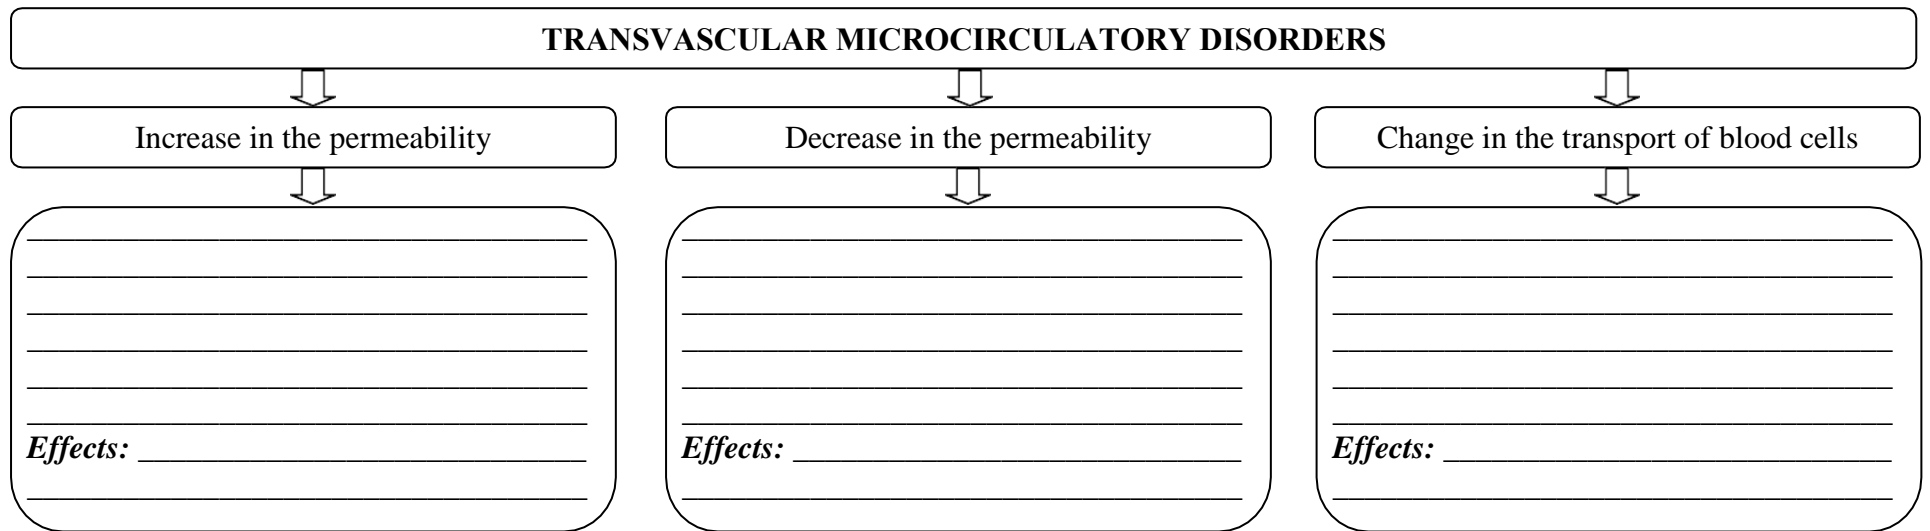 TRANSVASCULAR MICROCIRCULATORY DISORDERS
Increase in the permeability
Decrease in the permeability
Change in the transport of blood cells
Effects:
Effects:
Effects: